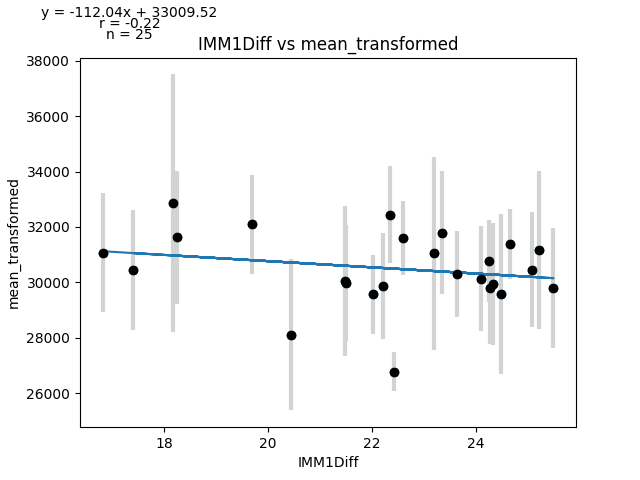 y = -112.04x + 33009.52
r = -0.22
n = 25
IMM1Diff vs mean_transformed
38000
36000
34000
32000
30000
28000
26000
mean_transformed
18
20
22
24
IMM1Diff